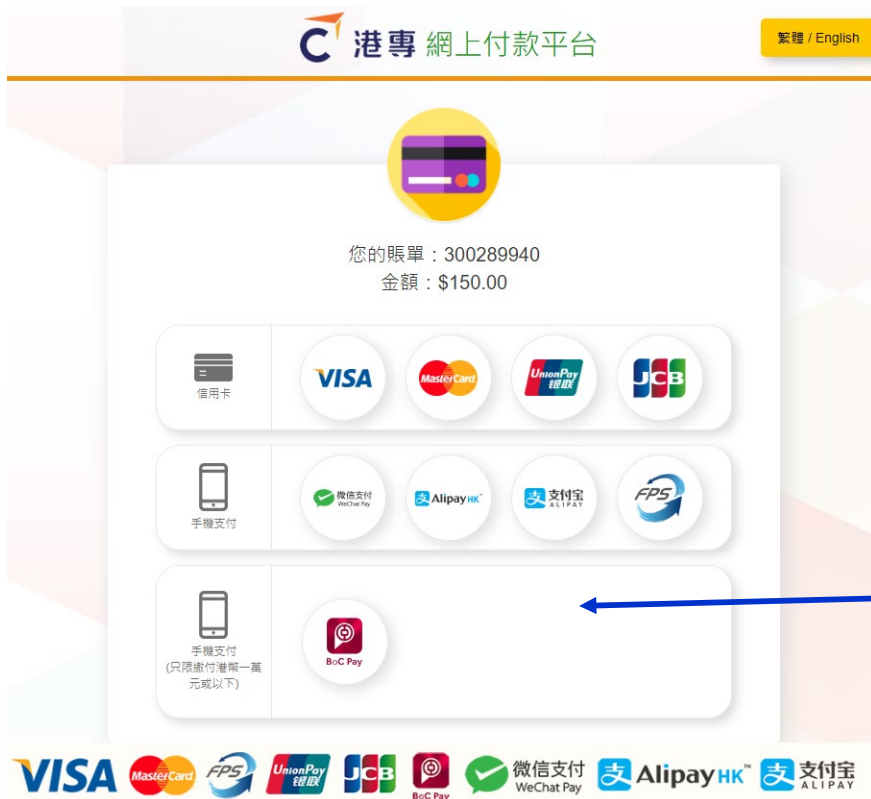 港專 網上付款平台
繁體 / English
您的賬單：300289940
金額：$150.00
信用卡
VISA
MasterCard
UnionPay
银联
JCB
手機支付
微信支付
WeChat Pay
Alipay HK™
支付宝
ALIPAY
FPS
手機支付
(只限繳付港幣一萬
元或以下)
BoC Pay
VISA
MasterCard
FPS
UnionPay
银联
JCB
BoC Pay
微信支付
WeChat Pay
Alipay HK™
支付宝
ALIPAY